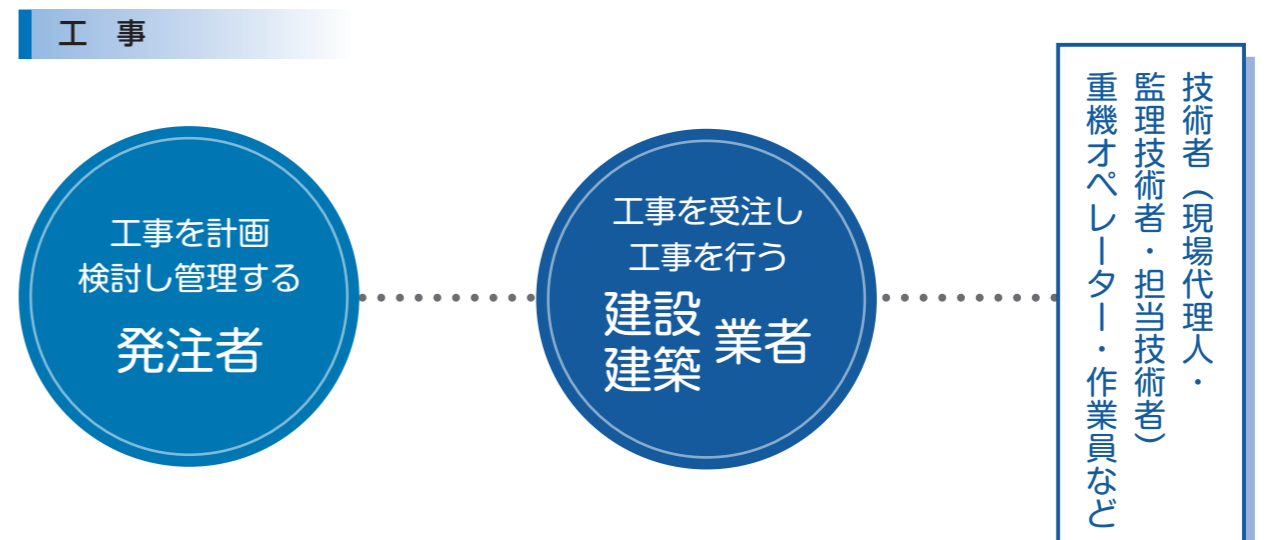 工 事
工事を計画
検討し管理する
発注者
工事を受注し
工事を行う
建設
建築
業者
技術者（現場代理人・
監理技術者・担当技術者）
重機オペレーター・作業員など